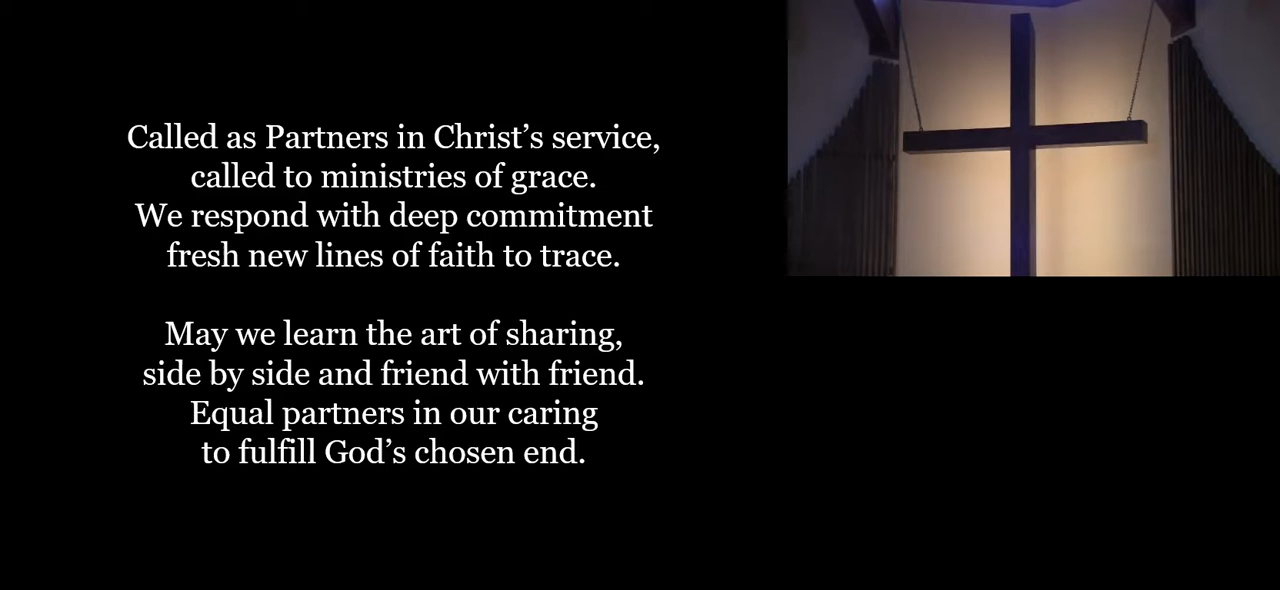 Called as Partners in Christ’s service,
called to ministries of grace.
We respond with deep commitment
fresh new lines of faith to trace.
May we learn the art of sharing,
side by side and friend with friend.
Equal partners in our caring
to fulfill God’s chosen end.